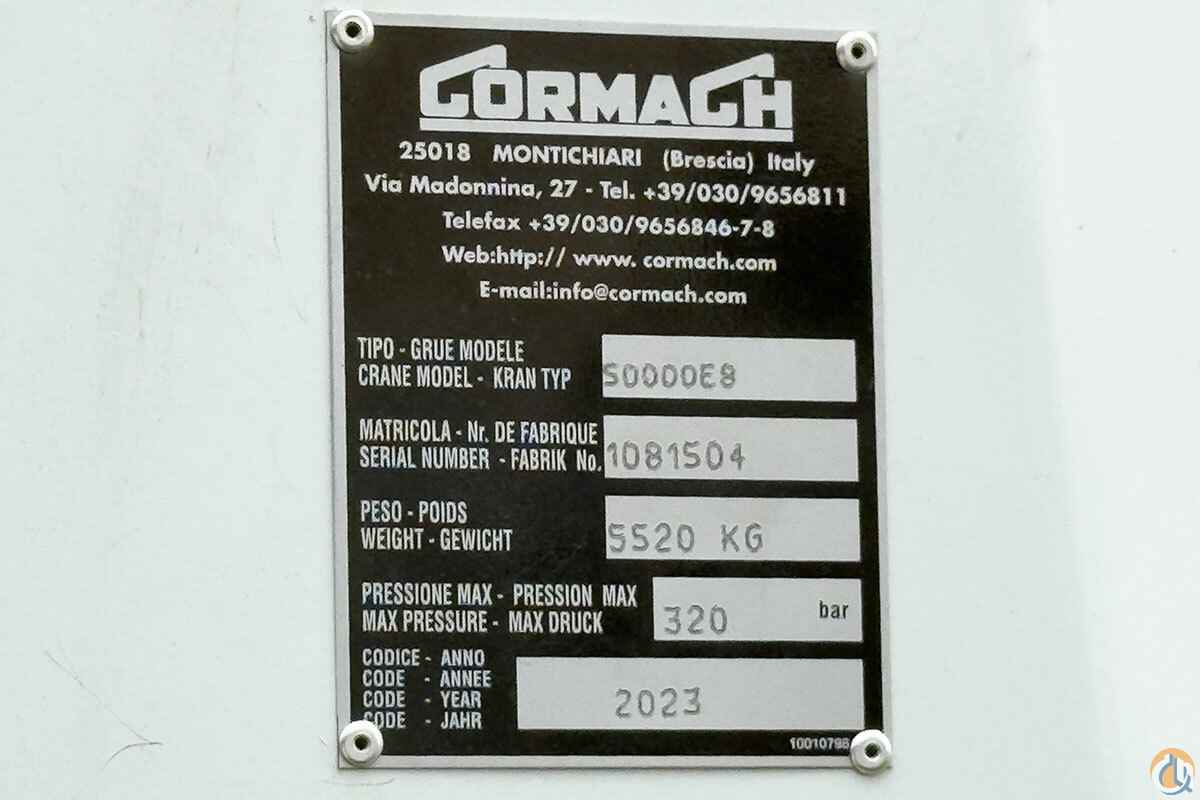 CORMACH
25018 MONTICHIARI (Brescia) Italy
Via Madonnina, 27 - Tel. +39/030/9656811
Telefax +39/030/9656846-7-8
Web:http:// www. cormach.com
E-mail:info@cormach.com
TIPO - GRUE MODELE
CRANE MODEL - KRAN TYP S0000E8
MATRICOLA - Nr. DE FABRIQUE
SERIAL NUMBER - FABRIK No. 1081504
PESO - POIDS
WEIGHT - GEWICHT 5520 KG
PRESSIONE MAX - PRESSION MAX
MAX PRESSURE - MAX DRUCK 320 bar
CODICE - ANNO
CODE - ANNEE
CODE - YEAR 2023
CODE - JAHR